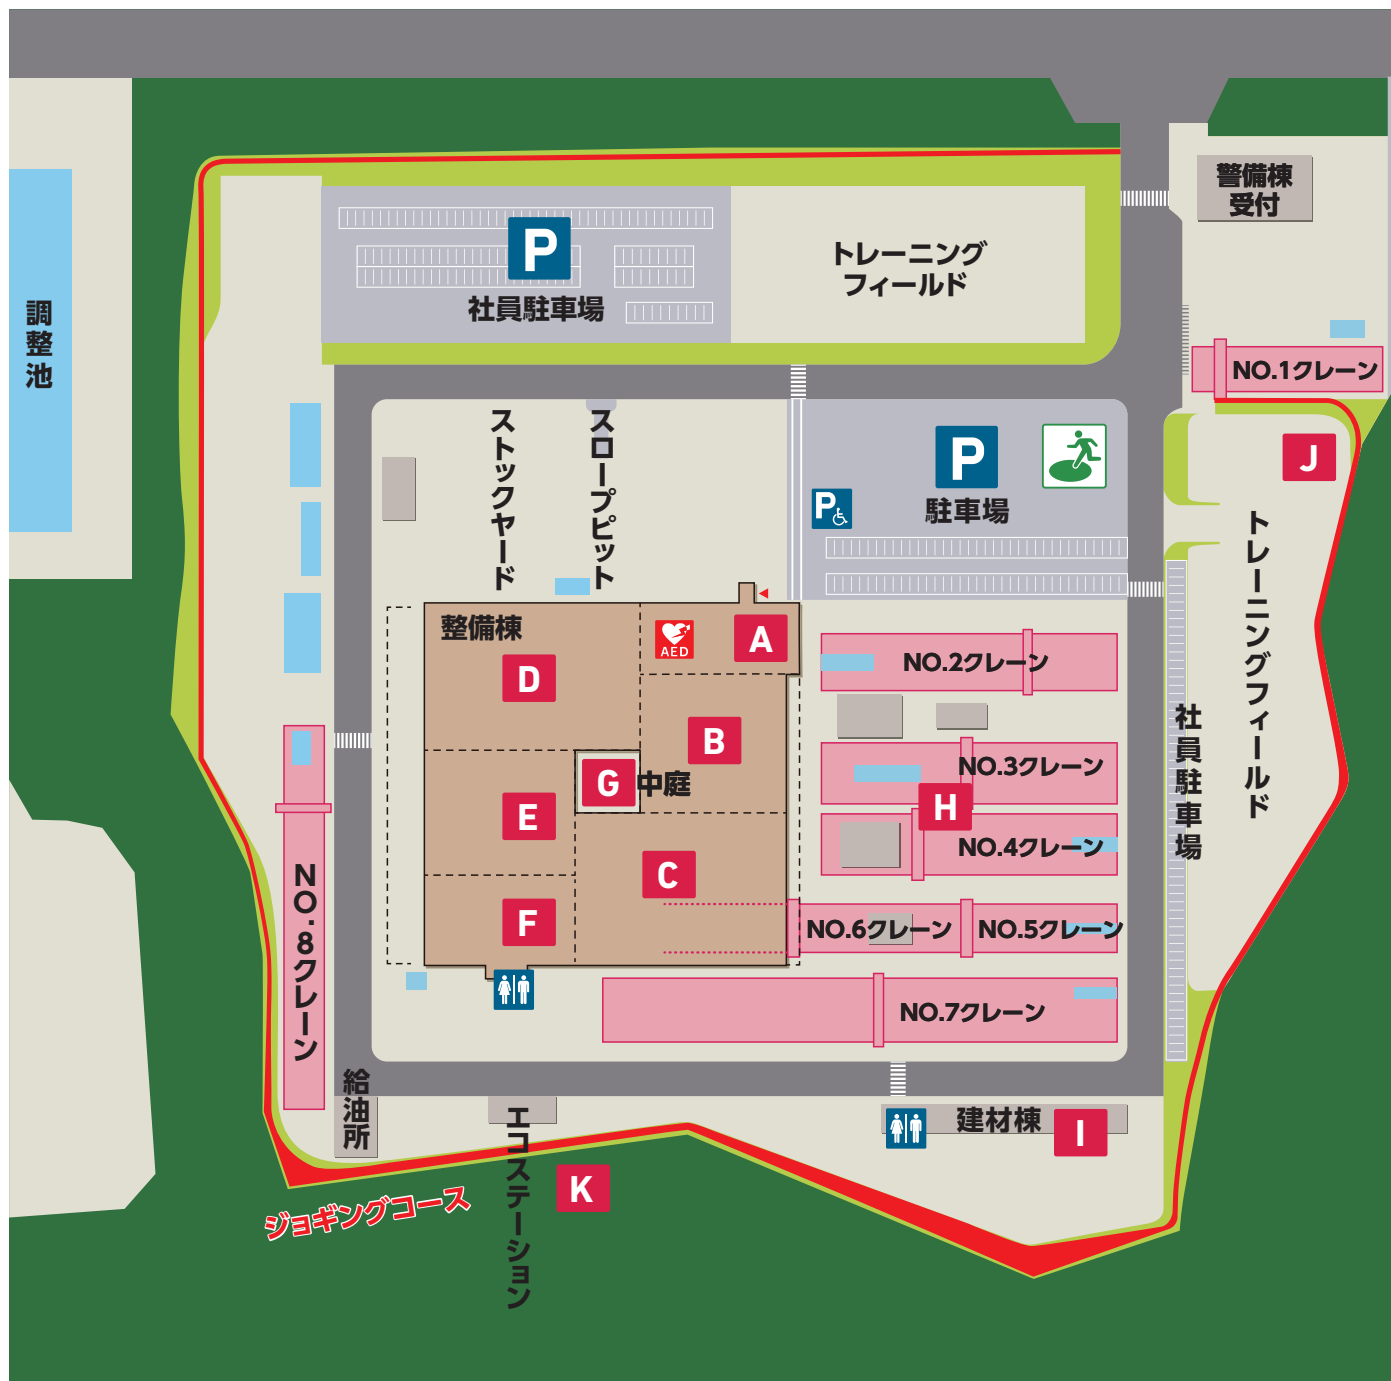 警備棟
受付
P
社員駐車場
トレーニング
フィールド
調整池
NO.1クレーン
ストックヤード
スロープピット
P
駐車場
P
J
トレーニングフィールド
整備棟
AED
A
D
NO.2クレーン
B
社員駐車場
G
中庭
NO.3クレーン
H
E
NO.4クレーン
C
NO.8クレーン
F
NO.6クレーン
NO.5クレーン
NO.7クレーン
給油所
エコステーション
建材棟
I
K
ジョギングコース